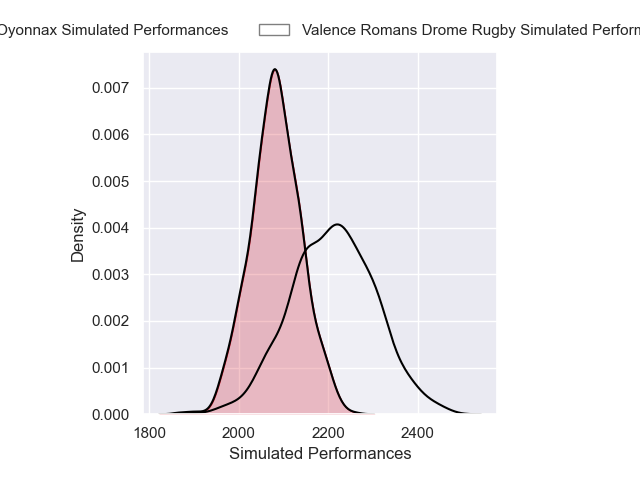 Oyonnax Simulated Performances
Valence Romans Drome Rugby Simulated Perform
0.007
0.006
0.005
0.004
0.003
0.002
0.001
0.000
Density
1800 2000 2200 2400
Simulated Performances